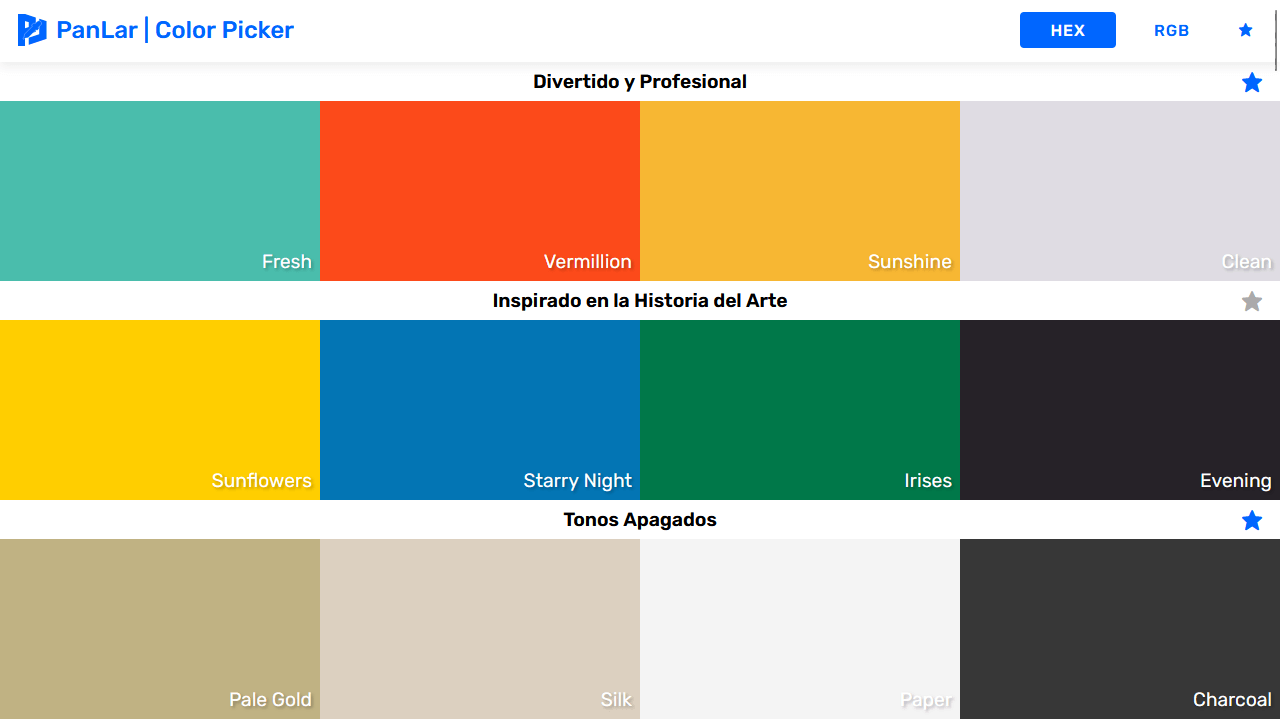 PanLar | Color Picker
HEX RGB
Divertido y Profesional
Fresh Vermillion Sunshine Clean
Inspirado en la Historia del Arte
Sunflowers Starry Night Irises Evening
Tonos Apagados
Pale Gold Silk Paper Charcoal